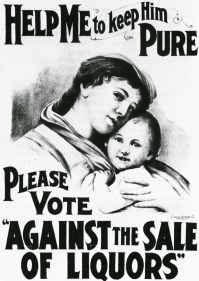 HELP ME to keep Him
PURE
PLEASE
VOTE
"AGAINST THE SALE
OF LIQUORS"